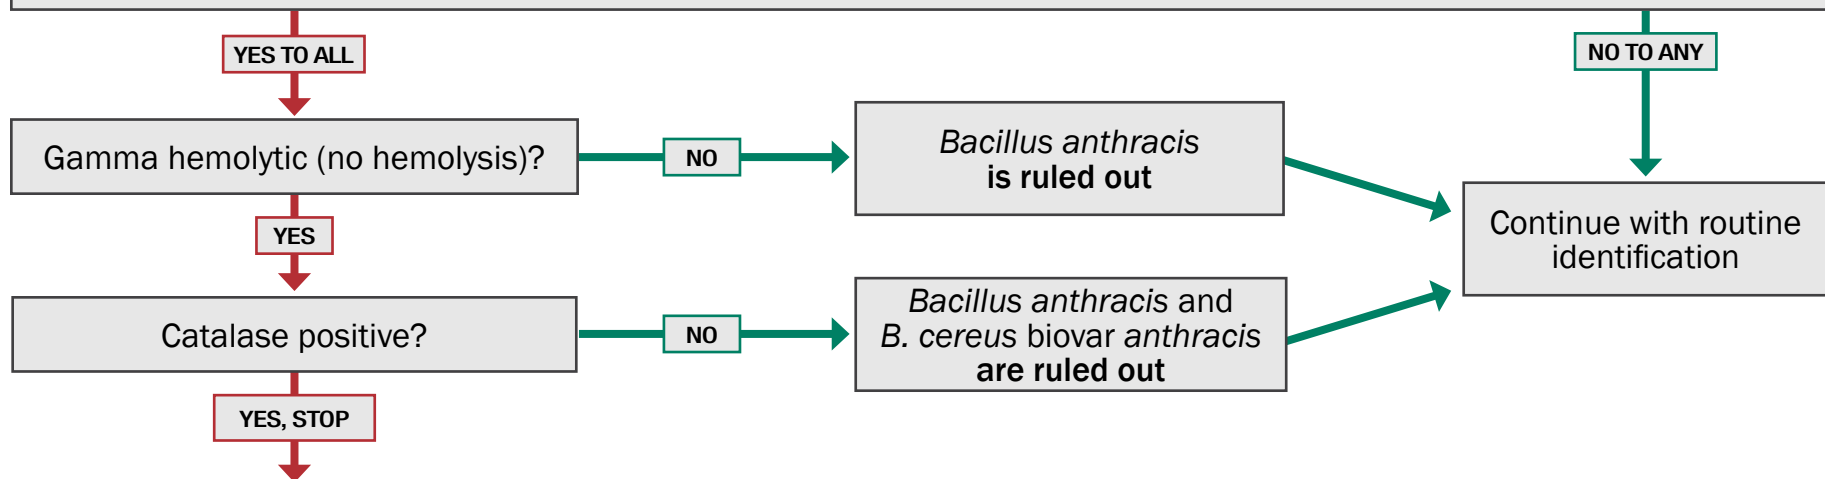 YES TO ALL
NO TO ANY
Gamma hemolytic (no hemolysis)?
NO
Bacillus anthracis
is ruled out
YES
Continue with routine
identification
Catalase positive?
NO
Bacillus anthracis and
B. cereus biovar anthracis
are ruled out
YES, STOP